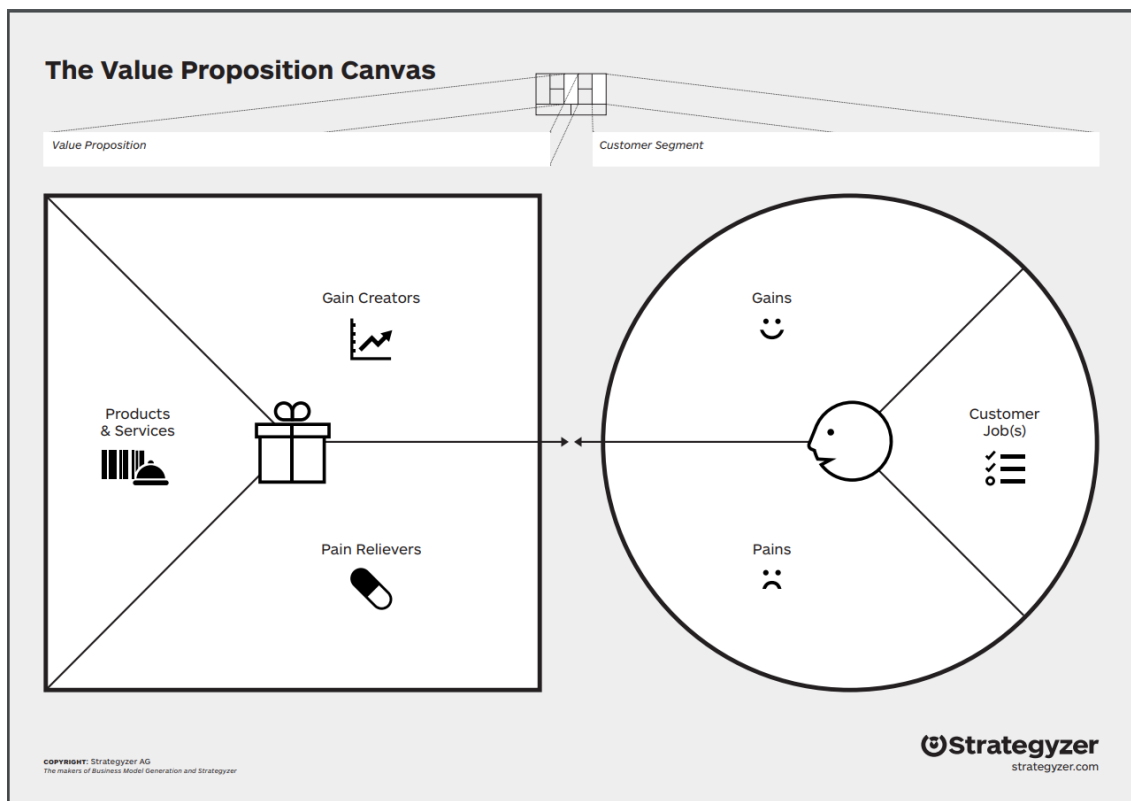 The Value Proposition Canvas
Value Proposition
Customer Segment
Gain Creators
Products
& Services
Pain Relievers
Gains
Customer
Job(s)
Pains
COPYRIGHT: Strategyzer AG
The makers of Business Model Generation and Strategyzer
Strategyzer
strategyzer.com